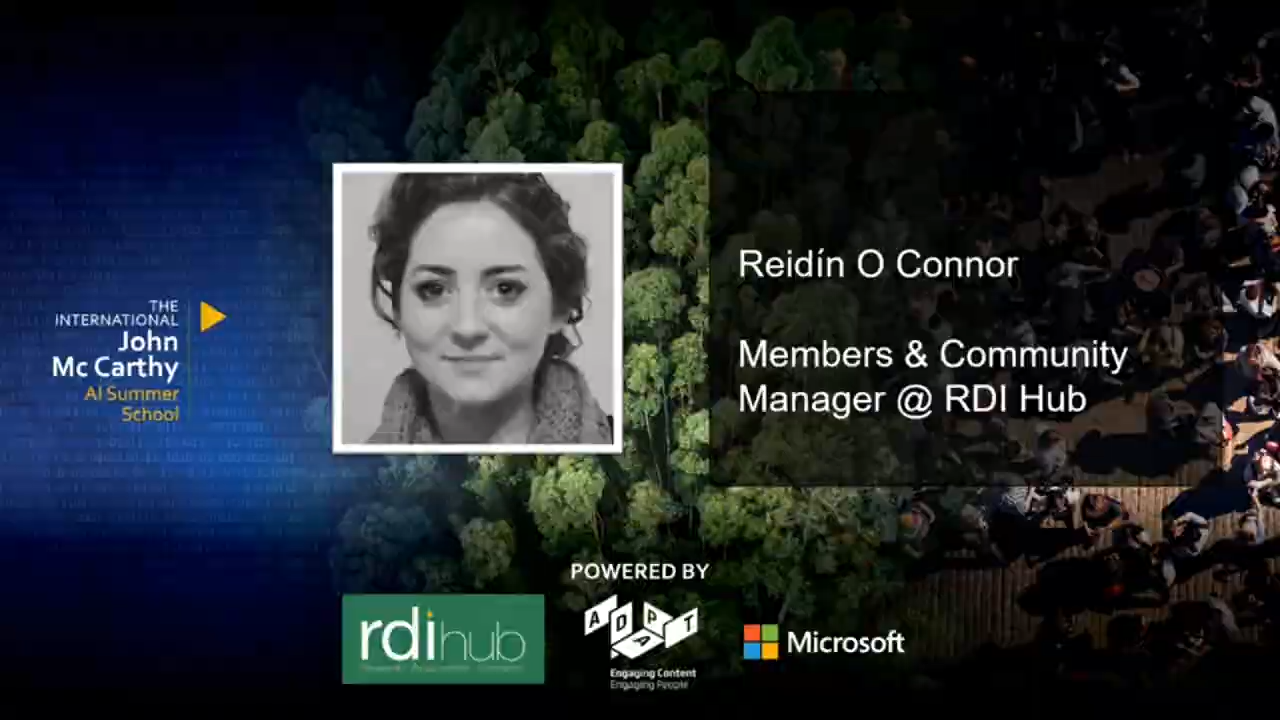 THE
INTERNATIONAL
John
Mc Carthy
AI Summer
School
Reidín O Connor
Members & Community
Manager @ RDI Hub
POWERED BY
rdihub
ADAPT
Engaging Content
Engaging People
Microsoft